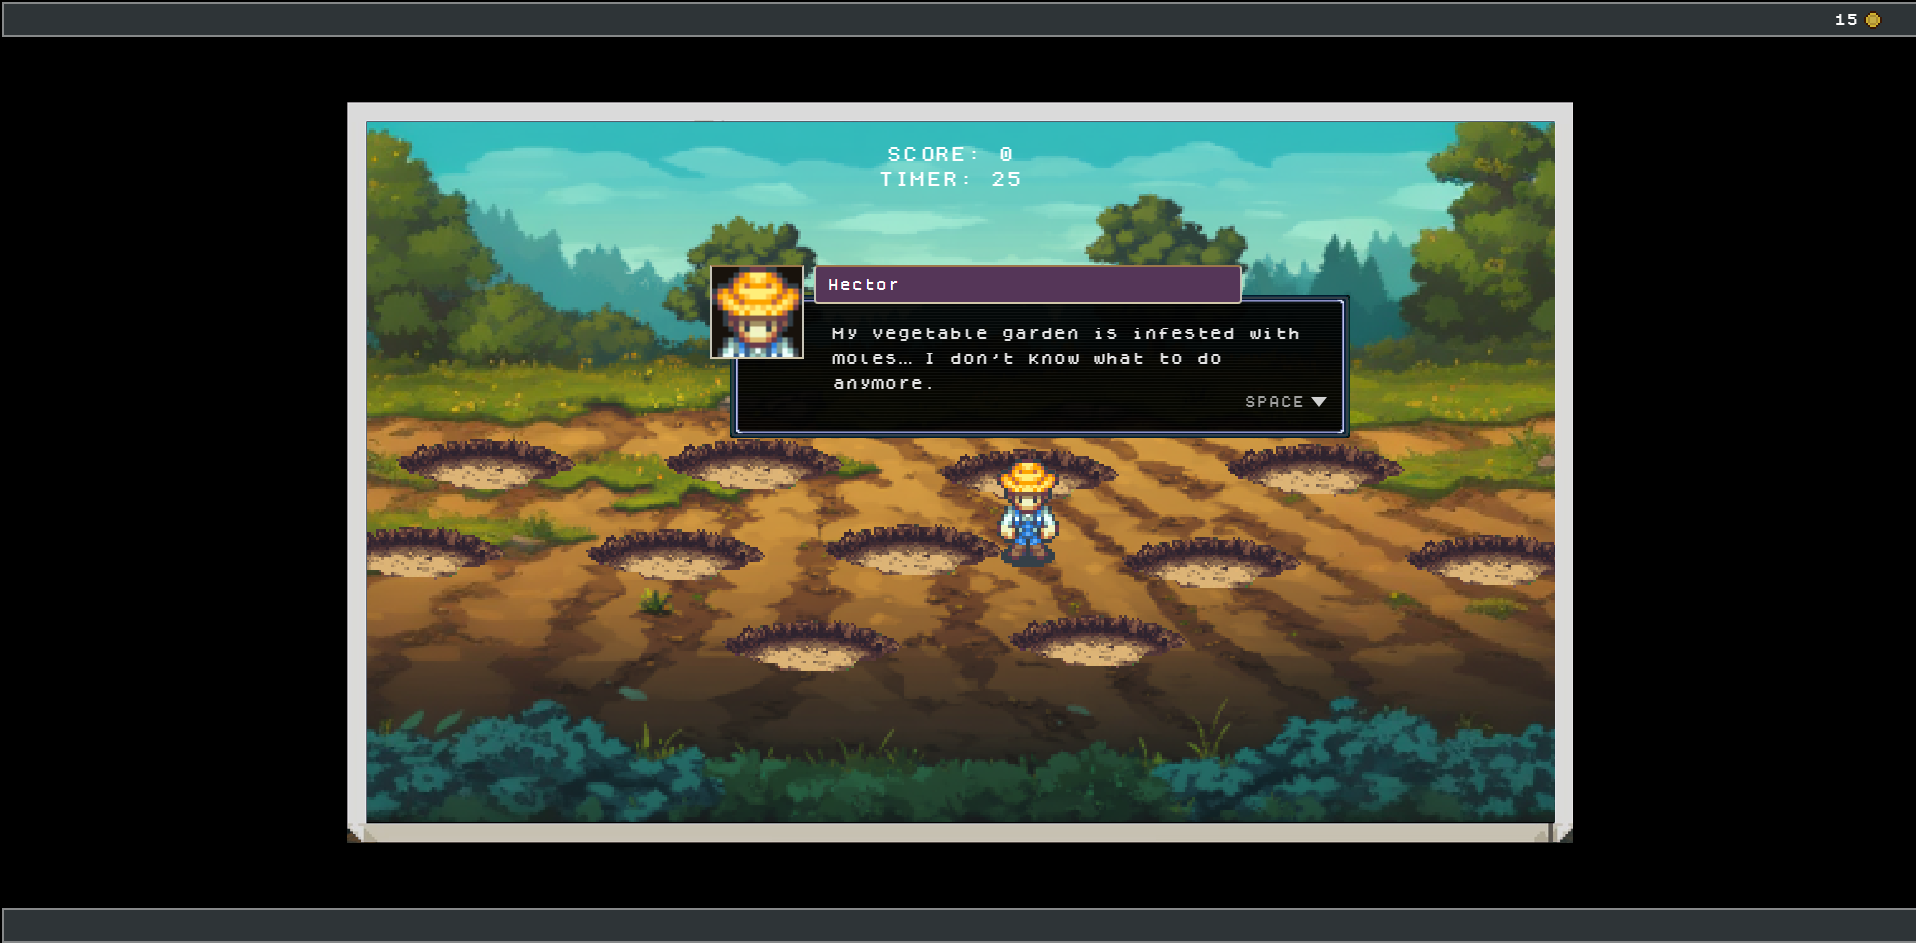 15
SCORE: 0
TIMER: 25
Hector
My vegetable garden is infested with
moles… I don't know what to do
anymore.
SPACE